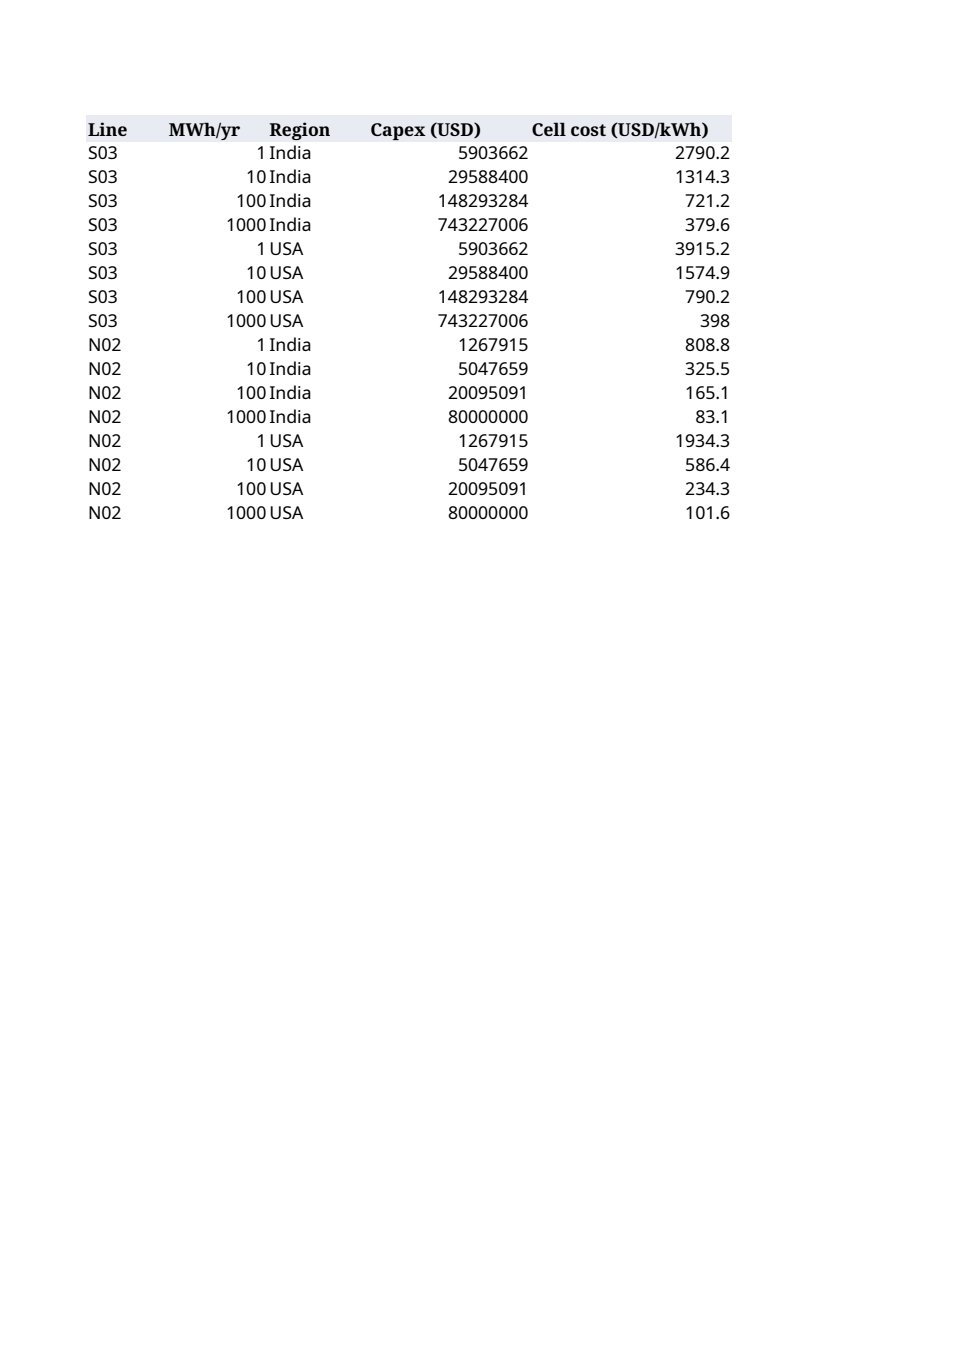 Line MWh/yr Region Capex (USD) Cell cost (USD/kWh)
S03 1 India 5903662 2790.2
S03 10 India 29588400 1314.3
S03 100 India 148293284 721.2
S03 1000 India 743227006 379.6
S03 1 USA 5903662 3915.2
S03 10 USA 29588400 1574.9
S03 100 USA 148293284 790.2
S03 1000 USA 743227006 398
N02 1 India 1267915 808.8
N02 10 India 5047659 325.5
N02 100 India 20095091 165.1
N02 1000 India 80000000 83.1
N02 1 USA 1267915 1934.3
N02 10 USA 5047659 586.4
N02 100 USA 20095091 234.3
N02 1000 USA 80000000 101.6